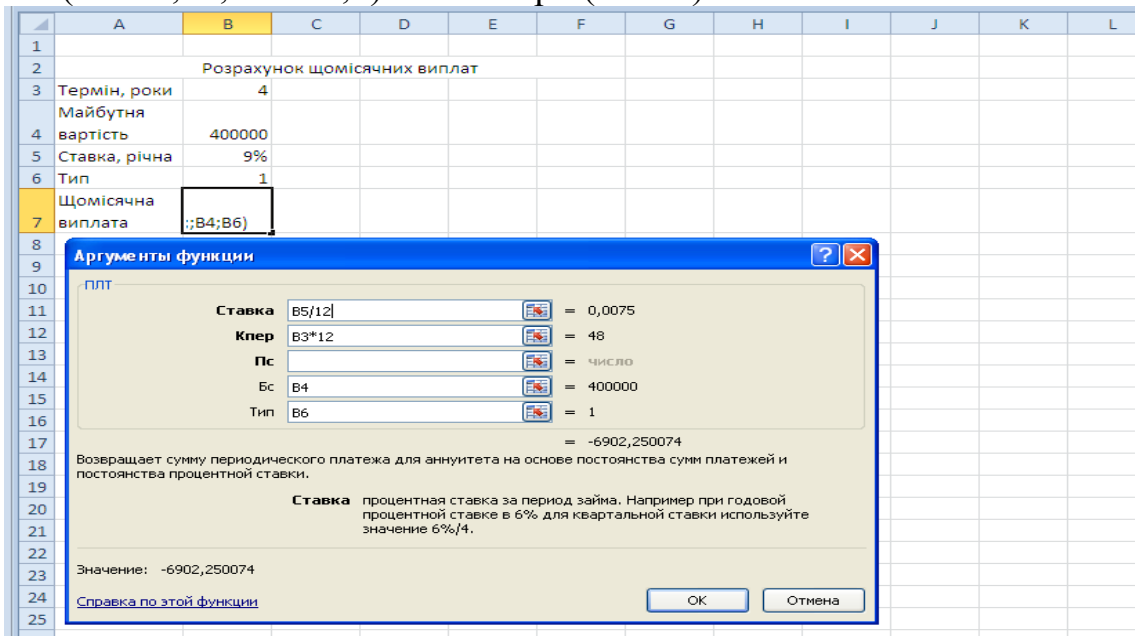 A B C D E F G H I J K L
1
2 Розрахунок щомісячних виплат
3 Термін, роки 4
Майбутня
4 вартість 400000
5 Ставка, річна 9%
6 Тип 1
Щомісячна
7 виплата ;B4;B6)
8
9 Аргументы функции
10 ПЛТ
11 Ставка B5/12 = 0,0075
12 Кпер B3*12 = 48
13 Пс = число
14
15 Бс B4 = 400000
16 Тип B6 = 1
17 = -6902,250074
18 Возвращает сумму периодического платежа для аннуитета на основе постоянства сумм платежей и
19 постоянства процентной ставки.
20 Ставка процентная ставка за период займа. Например при годовой
процентной ставке в 6% для квартальной ставки используйте
21 значение 6%/4.
22
23 Значение: -6902,250074
24 Справка по этой функции ОК Отмена
25